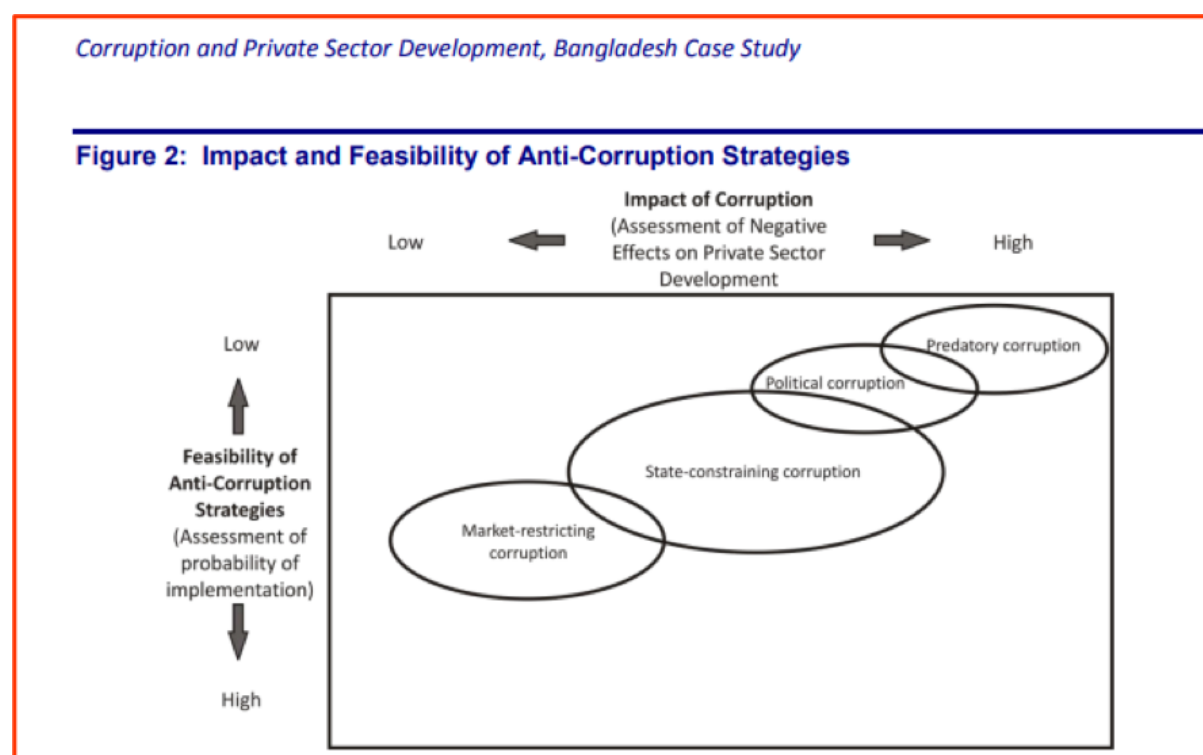 Corruption and Private Sector Development, Bangladesh Case Study
Figure 2: Impact and Feasibility of Anti-Corruption Strategies
Impact of Corruption
(Assessment of Negative
Effects on Private Sector
Development
Low
High
Low
Feasibility of
Anti-Corruption
Strategies
(Assessment of
probability of
implementation)
High
Predatory corruption
Political corruption
State-constraining corruption
Market-restricting
corruption